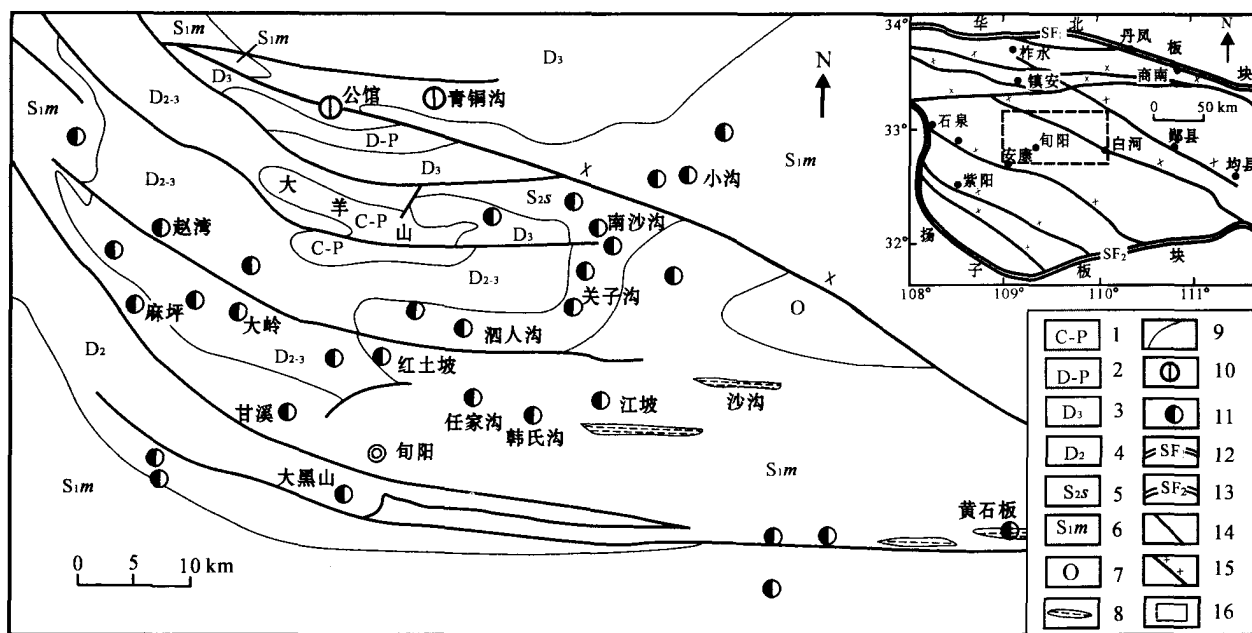 S₁m
S₁m
D₃
D₃
N
D₂₋₃
公馆
青铜沟
S₁m
D-P
S₁m
D₂₋₃
D₃
小沟
大
羊
山
S₂s
C-P
D₃
南沙沟
赵湾
C-P
D₂₋₃
关子沟
O
麻坪
大岭
泗人沟
D₂
D₂₋₃
红土坡
沙沟
甘溪
任家沟
韩氏沟
江坡
旬阳
S₁m
大黑山
S₁m
黄石板
0 5 10 km
34°
华
北
板
块
SF₁
丹凤
N
柞水
镇安
商南
0 50 km
33°
石泉
旬阳
白河
郧县
安康
均县
紫阳
32°
扬
子
板
块
SF₂
108° 109° 110° 111°
C-P 1 9
D-P 2 10
D₃ 3 11
D₂ 4 SF₁ 12
S₂s 5 SF₂ 13
S₁m 6 14
O 7 15
8 16